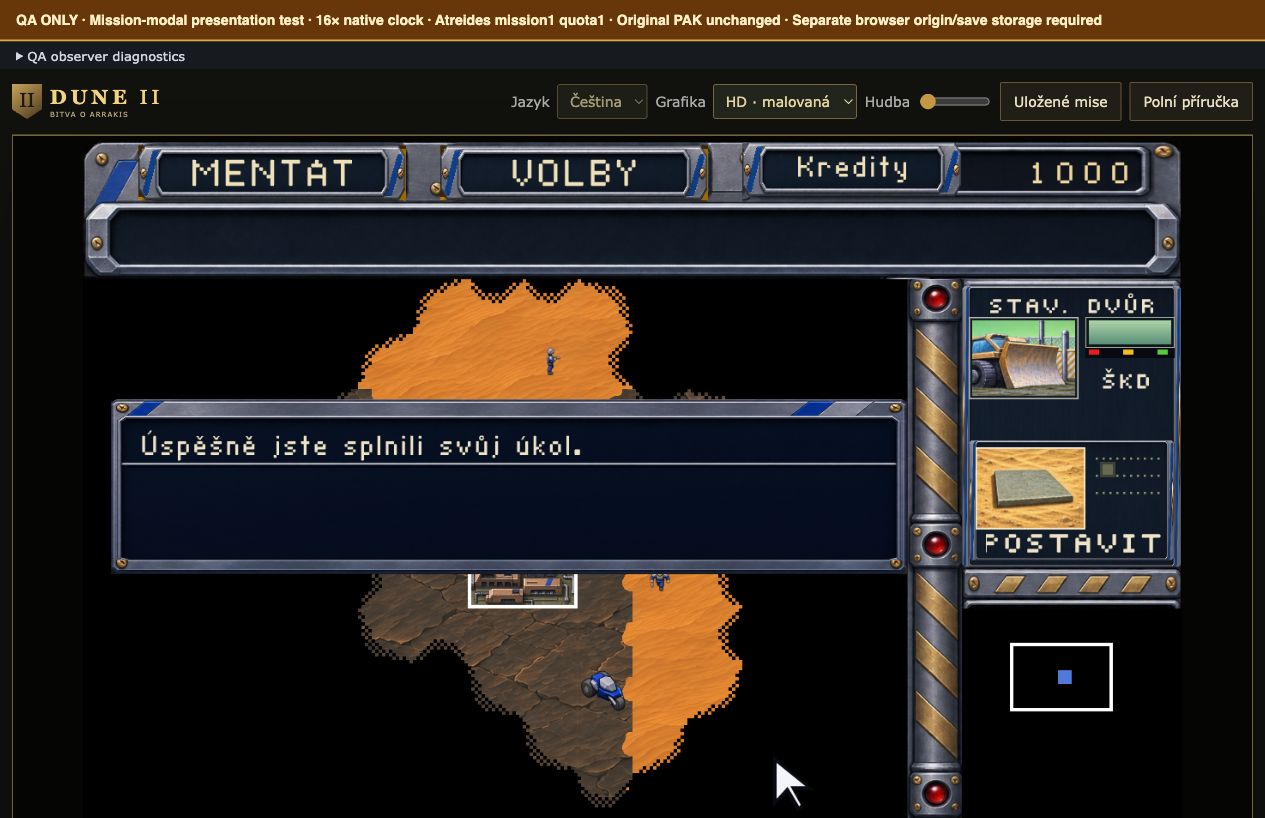 QA ONLY · Mission-modal presentation test · 16× native clock · Atreides mission1 quota1 · Original PAK unchanged · Separate browser origin/save storage required
QA observer diagnostics
II DUNE II
BITVA O ARRAKIS
Jazyk Čeština Grafika HD · malovaná Hudba Uložené mise Polní příručka
MENTAT VOLBY Kredity 1000
STAV. DVŮR
ŠKD
Úspěšně jste splnili svůj úkol.
POSTAVIT